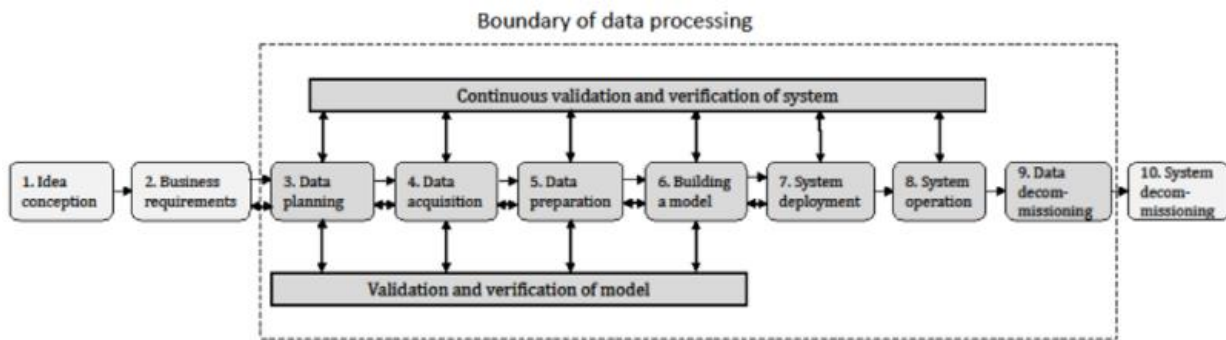 Boundary of data processing
Continuous validation and verification of system
1. Idea
conception
2. Business
requirements
3. Data
planning
4. Data
acquisition
5. Data
preparation
6. Building
a model
7. System
deployment
8. System
operation
9. Data
decom-
missioning
10. System
decom-
missioning
Validation and verification of model